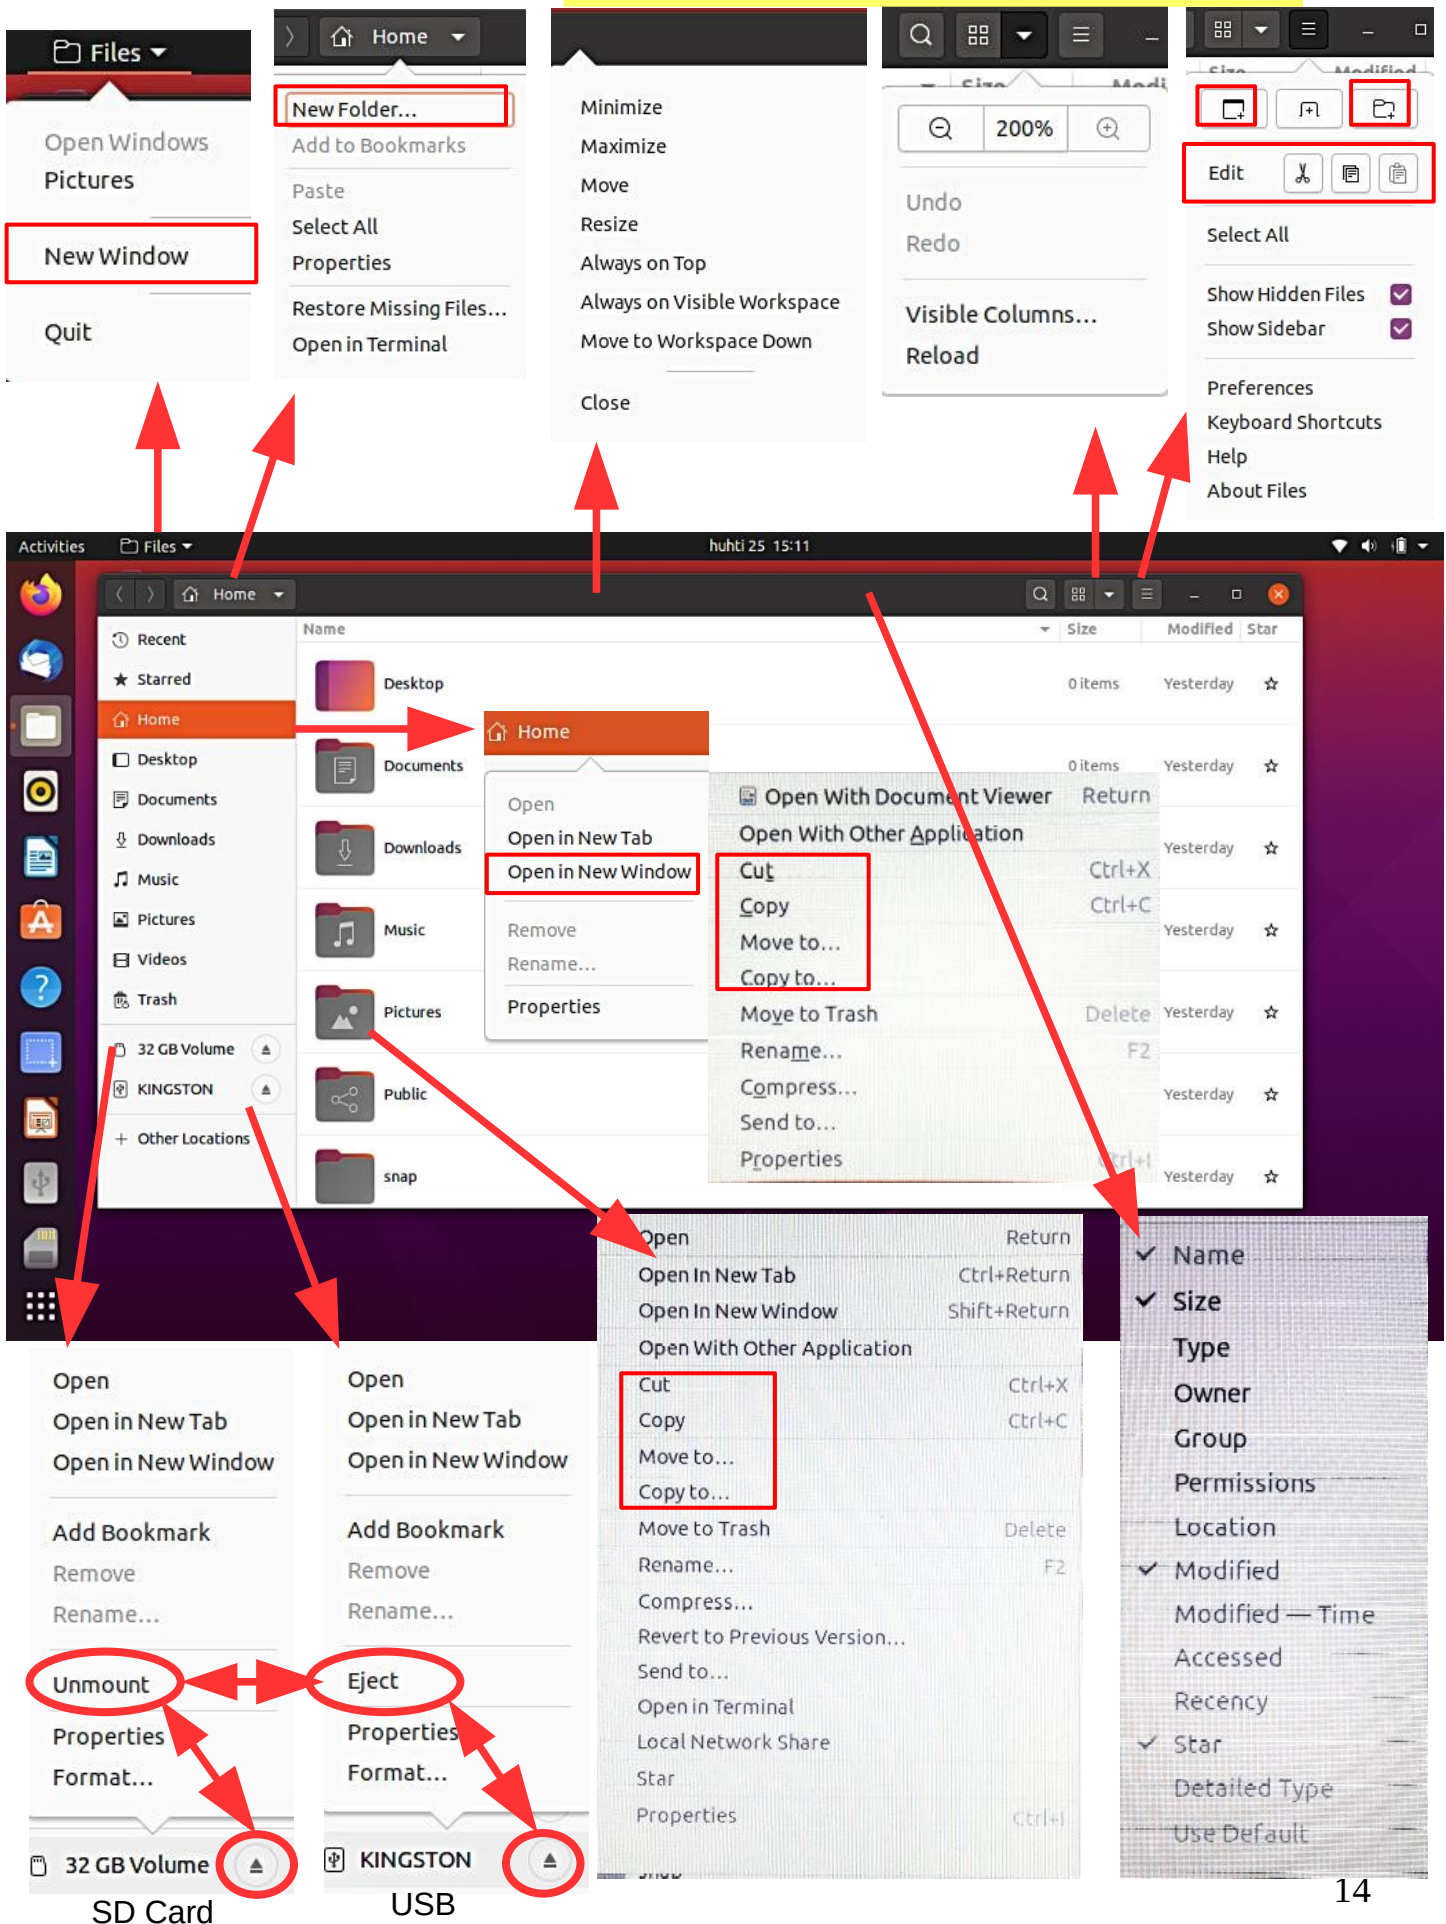 Files
Open Windows
Pictures
New Window
Quit
Home
New Folder...
Add to Bookmarks
Paste
Select All
Properties
Restore Missing Files...
Open in Terminal
Minimize
Maximize
Move
Resize
Always on Top
Always on Visible Workspace
Move to Workspace Down
Close
200%
Undo
Redo
Visible Columns...
Reload
Edit
Select All
Show Hidden Files
Show Sidebar
Preferences
Keyboard Shortcuts
Help
About Files
Activities Files huhti 25 15:11
Home
Name Size Modified Star
Recent
Starred
Home
Desktop
Documents
Downloads
Music
Pictures
Videos
Trash
32 GB Volume
KINGSTON
+ Other Locations
Desktop 0 items Yesterday
Documents 0 items Yesterday
Downloads Yesterday
Music Yesterday
Pictures Yesterday
Public Yesterday
snap Yesterday
Home
Open
Open in New Tab
Open in New Window
Remove
Rename...
Properties
Open With Document Viewer Return
Open With Other Application
Cut Ctrl+X
Copy Ctrl+C
Move to...
Copy to...
Move to Trash Delete
Rename... F2
Compress...
Send to...
Properties Ctrl+I
Open Return
Open In New Tab Ctrl+Return
Open In New Window Shift+Return
Open With Other Application
Cut Ctrl+X
Copy Ctrl+C
Move to...
Copy to...
Move to Trash Delete
Rename... F2
Compress...
Revert to Previous Version...
Send to...
Open in Terminal
Local Network Share
Star
Properties Ctrl+I
Name
Size
Type
Owner
Group
Permissions
Location
Modified
Modified — Time
Accessed
Recency
Star
Detailed Type
Use Default
Open
Open in New Tab
Open in New Window
Add Bookmark
Remove
Rename...
Unmount
Properties
Format...
32 GB Volume
SD Card
Open
Open in New Tab
Open in New Window
Add Bookmark
Remove
Rename...
Eject
Properties
Format...
KINGSTON
USB
14